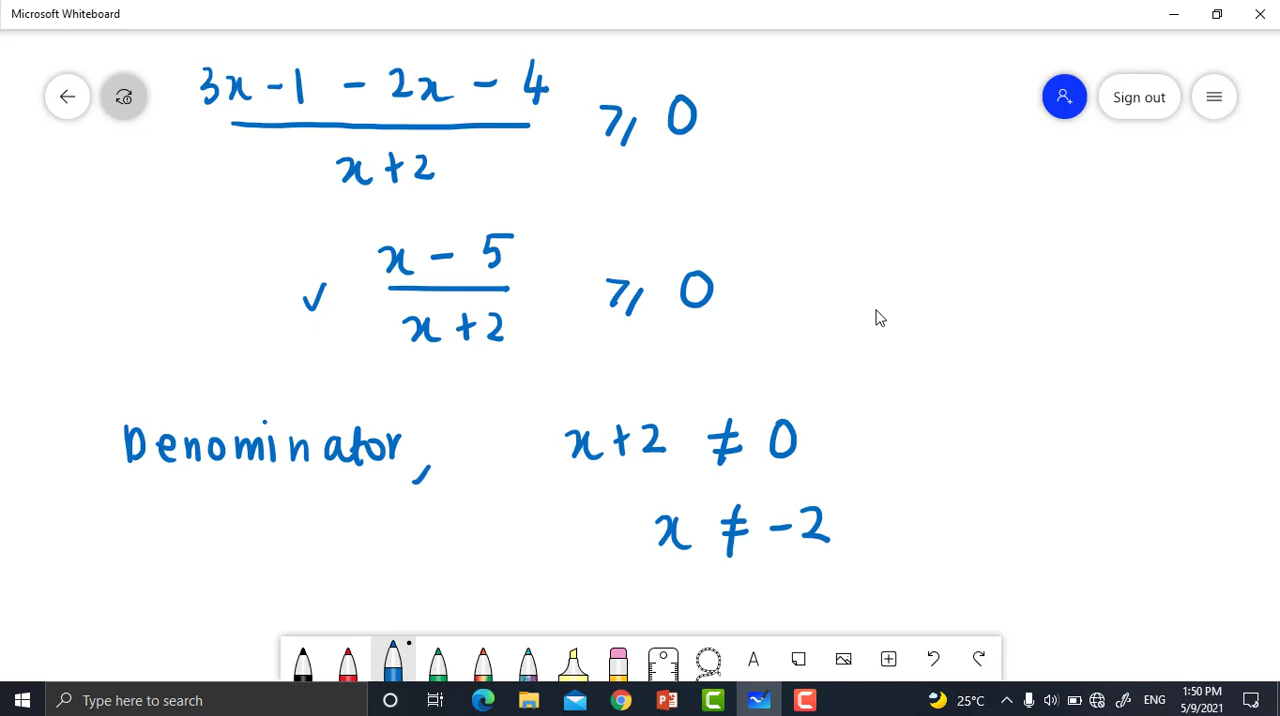 Microsoft Whiteboard
Sign out
3x - 1 - 2x - 4
x + 2
⩾ 0
✓
x - 5
x + 2
⩾ 0
Denominator, x + 2 ≠ 0
x ≠ -2
A
Type here to search
25°C
ENG
1:50 PM
5/9/2021